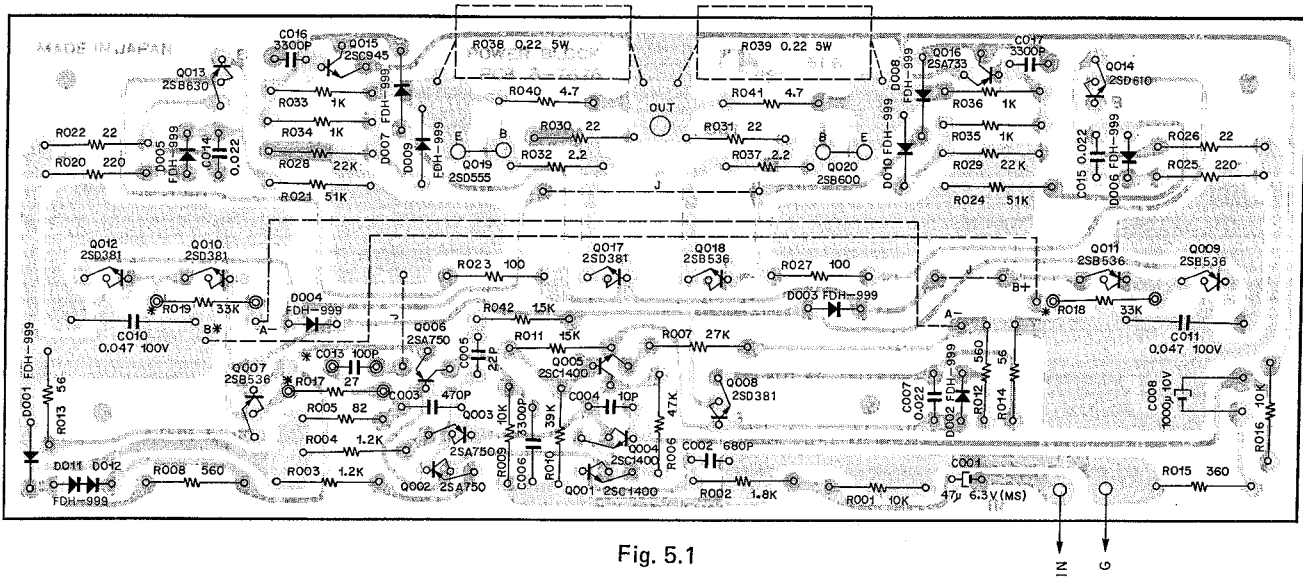 MADE IN JAPAN
C016
3300P
Q015
2SC945
R038 0.22 5W
R039 0.22 5W
Q016
2SA733
C017
3300P
Q013
2SB630
Q014
2SD610
D008
FDH-999
R040 4.7
R041 4.7
R033 1K
R036 1K
OUT
R022 22
R034 1K
R030 22
R031 22
R035 1K
R026 22
R020 220
D005
FDH-999
C014
0.022
R028 22K
D007
FDH-999
D009
FDH-999
E B
Q019
2SD555
R032 2.2
R037 2.2
B E
Q020
2SB600
D010 FDH-999
R029 22K
C015 0.022
D006 FDH-999
R025 220
R021 51K
J
R024 51K
Q012
2SD381
Q010
2SD381
R023 100
Q017
2SD381
Q018
2SB536
R027 100
J
B+
Q011
2SB536
Q009
2SB536
*R019 33K
D004
FDH-999
J
D003 FDH-999
*R018 33K
C010
0.047 100V
B*
A-
Q006
2SA750
R042 1.5K
R011 15K
R007 27K
A-
C011
0.047 100V
D001 FDH-999
R013 56
* C013 100P
C005
22P
Q005
2SC1400
Q007
2SB536
*R017 27
C003 470P
C004 10P
R006 47K
Q008
2SD381
C007
0.022
D002 FDH-999
R012 560
R014 56
C008
1000μ 10V
R016 10K
R005 82
Q003
2SA750
R009 10K
C006 3300P
R010 39K
R004 1.2K
Q004
2SC1400
C002 680P
D011 D012
FDH-999
R008 560
R003 1.2K
Q002 2SA750
Q001 2SC1400
R002 1.8K
R001 10K
C001
47μ 6.3V (MS)
R015 360
IN
G
Fig. 5.1